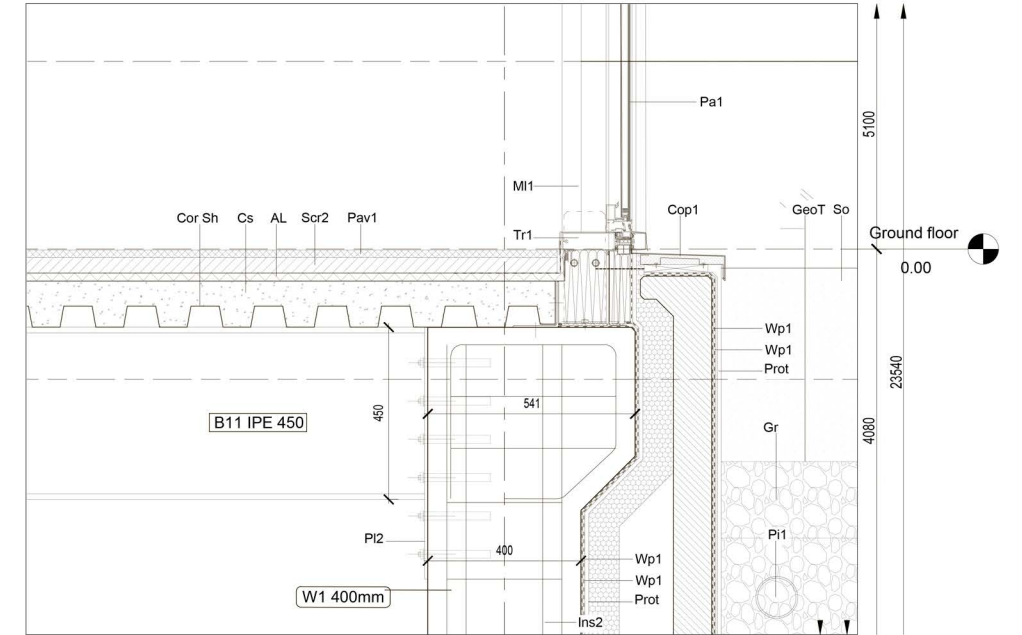 Pa1
5100
Ml1
Cor Sh Cs AL Scr2 Pav1
Cop1
GeoT So
Tr1
Ground floor
0.00
Wp1
Wp1
Prot
23540
450
541
B11 IPE 450
Gr
4080
Pl2
400
Pi1
Wp1
Wp1
Prot
W1 400mm
Ins2